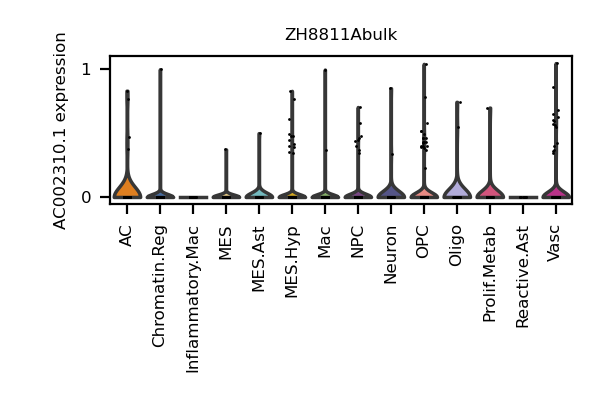 ZH8811Abulk
AC002310.1 expression
1
0
AC
Chromatin.Reg
Inflammatory.Mac
MES
MES.Ast
MES.Hyp
Mac
NPC
Neuron
OPC
Oligo
Prolif.Metab
Reactive.Ast
Vasc